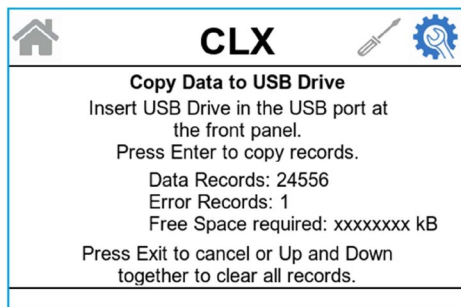 CLX
Copy Data to USB Drive
Insert USB Drive in the USB port at
the front panel.
Press Enter to copy records.
Data Records: 24556
Error Records: 1
Free Space required: xxxxxxxx kB
Press Exit to cancel or Up and Down
together to clear all records.